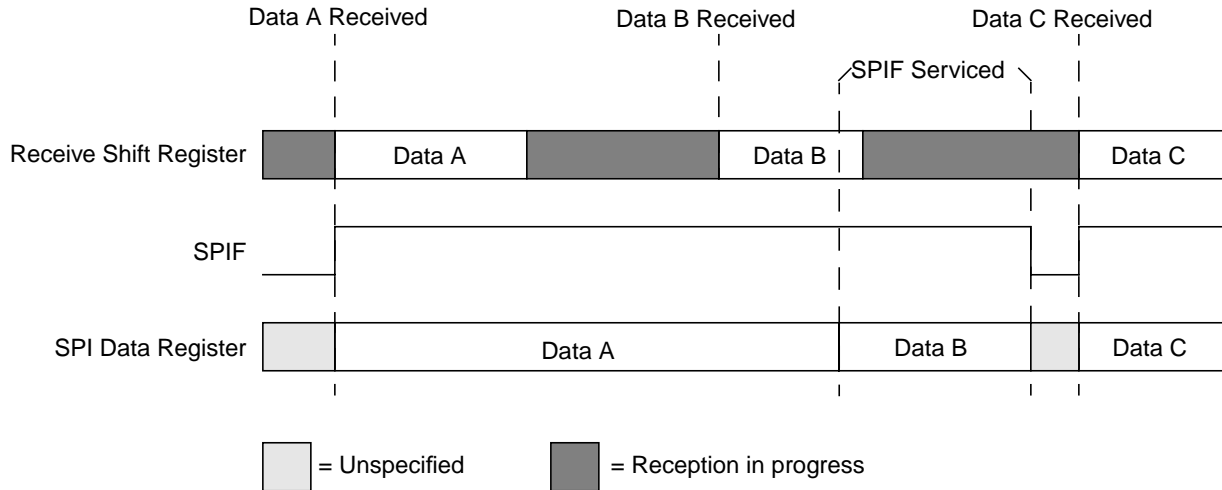 Data A Received
Data B Received
Data C Received
SPIF Serviced
Receive Shift Register
Data A
Data B
Data C
SPIF
SPI Data Register
Data A
Data B
Data C
= Unspecified
= Reception in progress